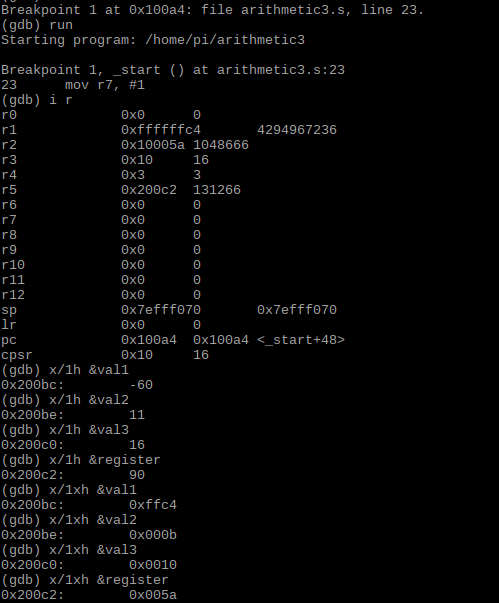 Breakpoint 1 at 0x100a4: file arithmetic3.s, line 23.
(gdb) run
Starting program: /home/pi/arithmetic3
Breakpoint 1, _start () at arithmetic3.s:23
23      mov r7, #1
(gdb) i r
r0             0x0      0
r1             0xffffffc4       4294967236
r2             0x10005a 1048666
r3             0x10     16
r4             0x3      3
r5             0x200c2  131266
r6             0x0      0
r7             0x0      0
r8             0x0      0
r9             0x0      0
r10            0x0      0
r11            0x0      0
r12            0x0      0
sp             0x7efff070       0x7efff070
lr             0x0      0
pc             0x100a4  0x100a4 <_start+48>
cpsr           0x10     16
(gdb) x/1h &val1
0x200bc:        -60
(gdb) x/1h &val2
0x200be:        11
(gdb) x/1h &val3
0x200c0:        16
(gdb) x/1h &register
0x200c2:        90
(gdb) x/1xh &val1
0x200bc:        0xffc4
(gdb) x/1xh &val2
0x200be:        0x000b
(gdb) x/1xh &val3
0x200c0:        0x0010
(gdb) x/1xh &register
0x200c2:        0x005a